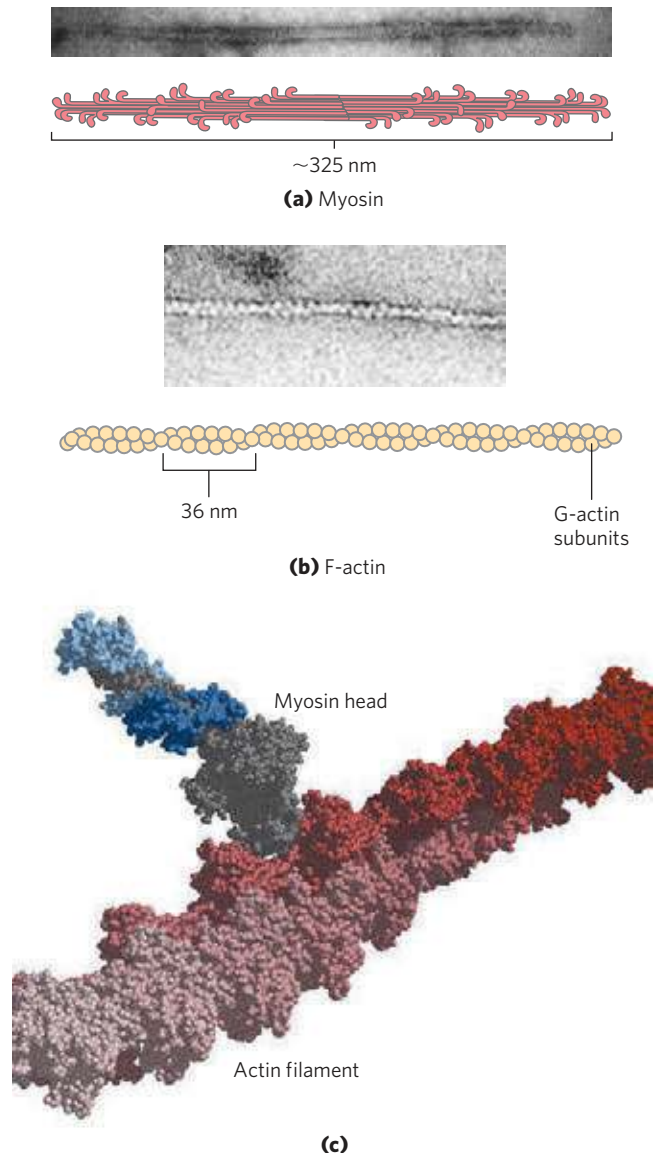 ~325 nm
(a) Myosin
36 nm
G-actin
subunits
(b) F-actin
Myosin head
Actin filament
(c)